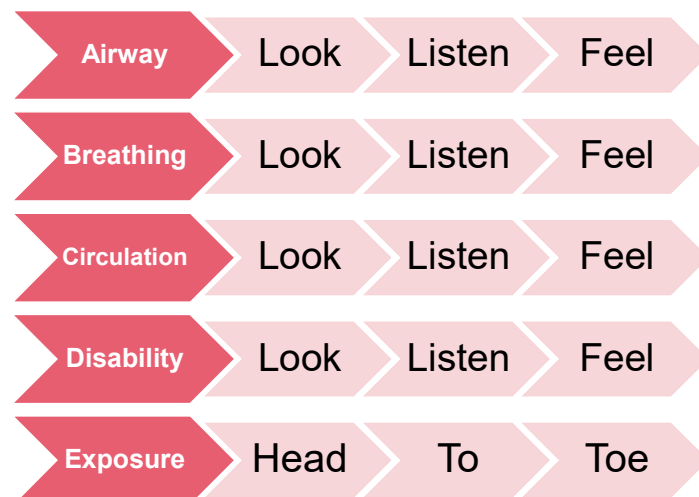 Airway Look Listen Feel
Breathing Look Listen Feel
Circulation Look Listen Feel
Disability Look Listen Feel
Exposure Head To Toe